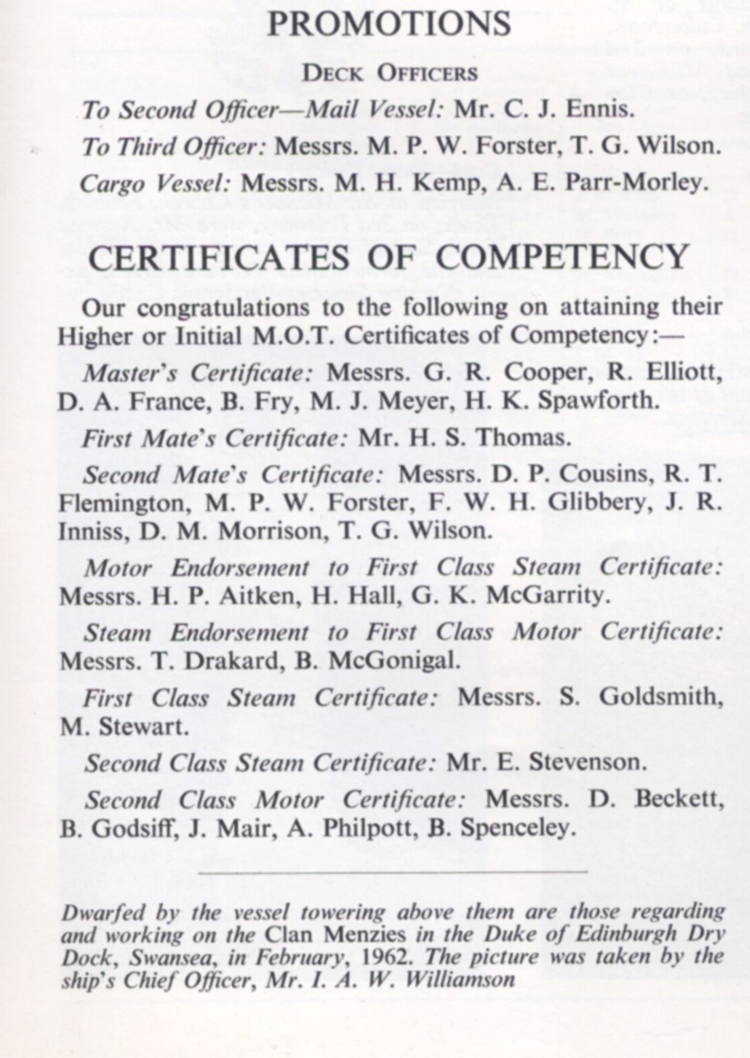 PROMOTIONS
DECK OFFICERS
To Second Officer—Mail Vessel: Mr. C. J. Ennis.
To Third Officer: Messrs. M. P. W. Forster, T. G. Wilson.
Cargo Vessel: Messrs. M. H. Kemp, A. E. Parr-Morley.
CERTIFICATES OF COMPETENCY
Our congratulations to the following on attaining their
Higher or Initial M.O.T. Certificates of Competency:—
Master's Certificate: Messrs. G. R. Cooper, R. Elliott,
D. A. France, B. Fry, M. J. Meyer, H. K. Spawforth.
First Mate's Certificate: Mr. H. S. Thomas.
Second Mate's Certificate: Messrs. D. P. Cousins, R. T.
Flemington, M. P. W. Forster, F. W. H. Glibbery, J. R.
Inniss, D. M. Morrison, T. G. Wilson.
Motor Endorsement to First Class Steam Certificate:
Messrs. H. P. Aitken, H. Hall, G. K. McGarrity.
Steam Endorsement to First Class Motor Certificate:
Messrs. T. Drakard, B. McGonigal.
First Class Steam Certificate: Messrs. S. Goldsmith,
M. Stewart.
Second Class Steam Certificate: Mr. E. Stevenson.
Second Class Motor Certificate: Messrs. D. Beckett,
B. Godsiff, J. Mair, A. Philpott, B. Spenceley.
Dwarfed by the vessel towering above them are those regarding
and working on the Clan Menzies in the Duke of Edinburgh Dry
Dock, Swansea, in February, 1962. The picture was taken by the
ship's Chief Officer, Mr. I. A. W. Williamson